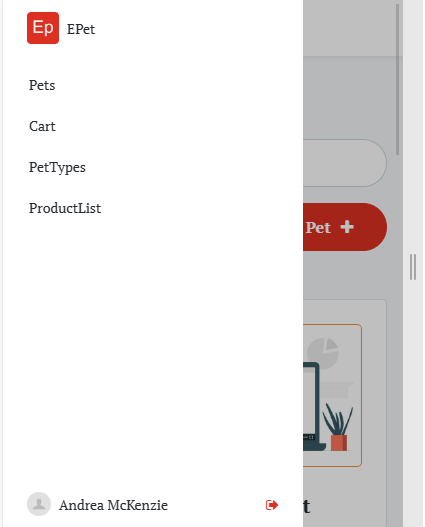 Ep EPet
Pets
Cart
PetTypes
ProductList
Pet
Andrea McKenzie
t